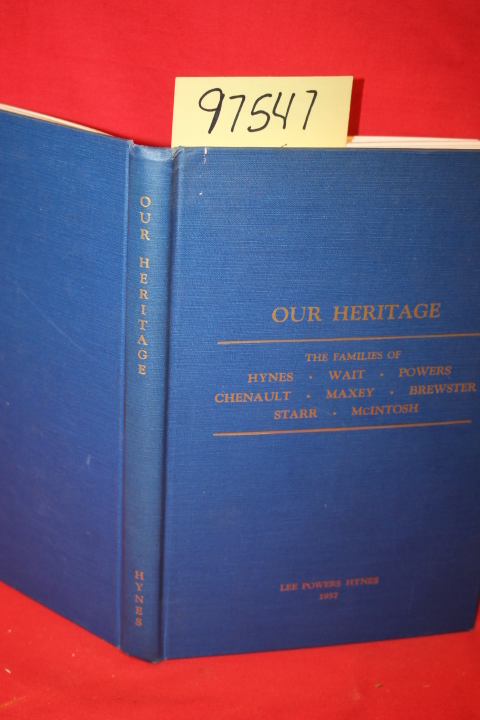 97547
OUR HERITAGE
HYNES
OUR HERITAGE
THE FAMILIES OF
HYNES · WAIT · POWERS
CHENAULT · MAXEY · BREWSTER
STARR · McINTOSH
LEE POWERS HYNES
1957